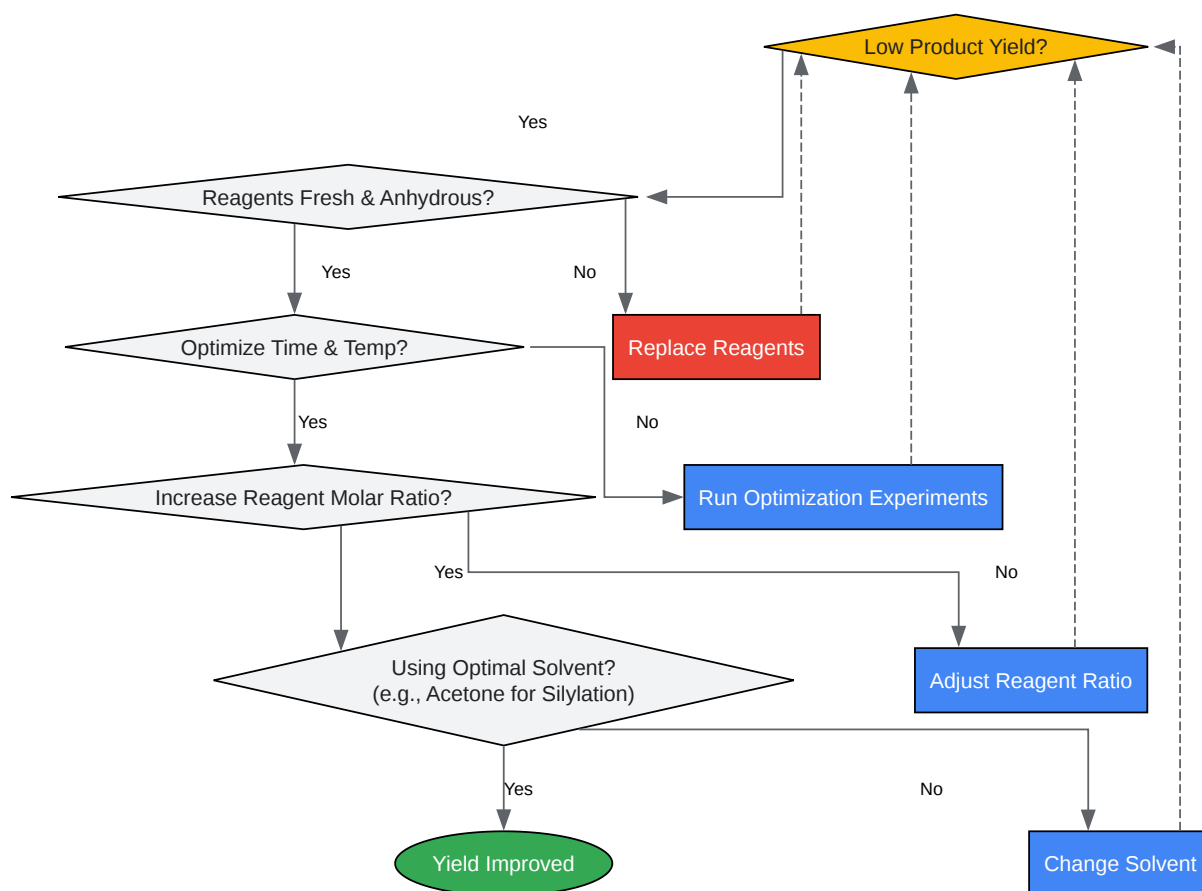 Low Product Yield?
Yes
Reagents Fresh & Anhydrous?
Yes
No
Optimize Time & Temp?
Replace Reagents
Yes
No
Increase Reagent Molar Ratio?
Run Optimization Experiments
Yes
No
Using Optimal Solvent?
(e.g., Acetone for Silylation)
Adjust Reagent Ratio
Yes
No
Yield Improved
Change Solvent